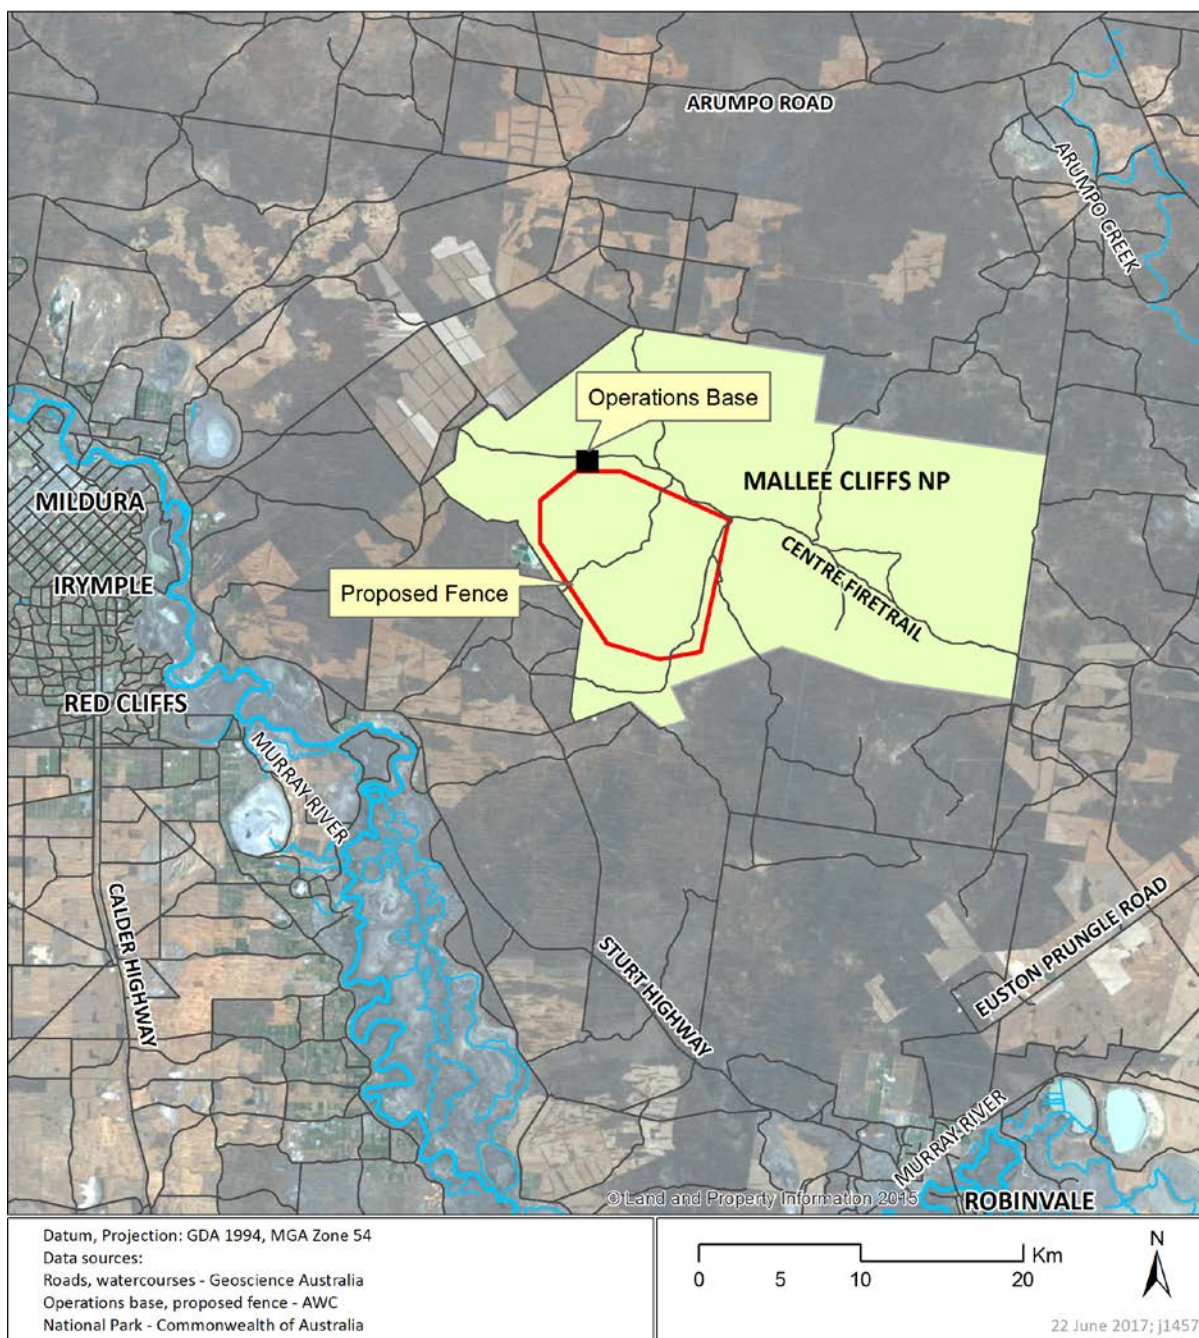 ARUMPO ROAD
ARUMPO CREEK
Operations Base
MALLEE CLIFFS NP
MILDURA
CENTRE FIRETRAIL
IRYMPLE
Proposed Fence
RED CLIFFS
MURRAY RIVER
CALDER HIGHWAY
STURT HIGHWAY
EUSTON PRUNGLE ROAD
MURRAY RIVER
© Land and Property Information 2015
ROBINVALE
Datum, Projection: GDA 1994, MGA Zone 54
Data sources:
Roads, watercourses - Geoscience Australia
Operations base, proposed fence - AWC
National Park - Commonwealth of Australia
Km
0 5 10 20
N
22 June 2017; j1457